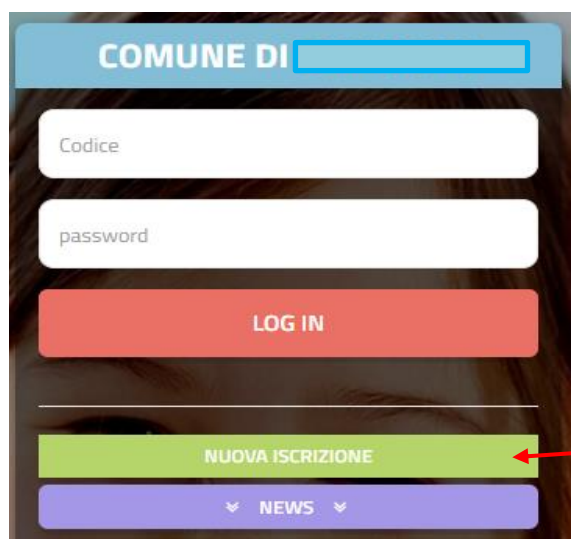 COMUNE DI
Codice
password
LOG IN
NUOVA ISCRIZIONE
NEWS